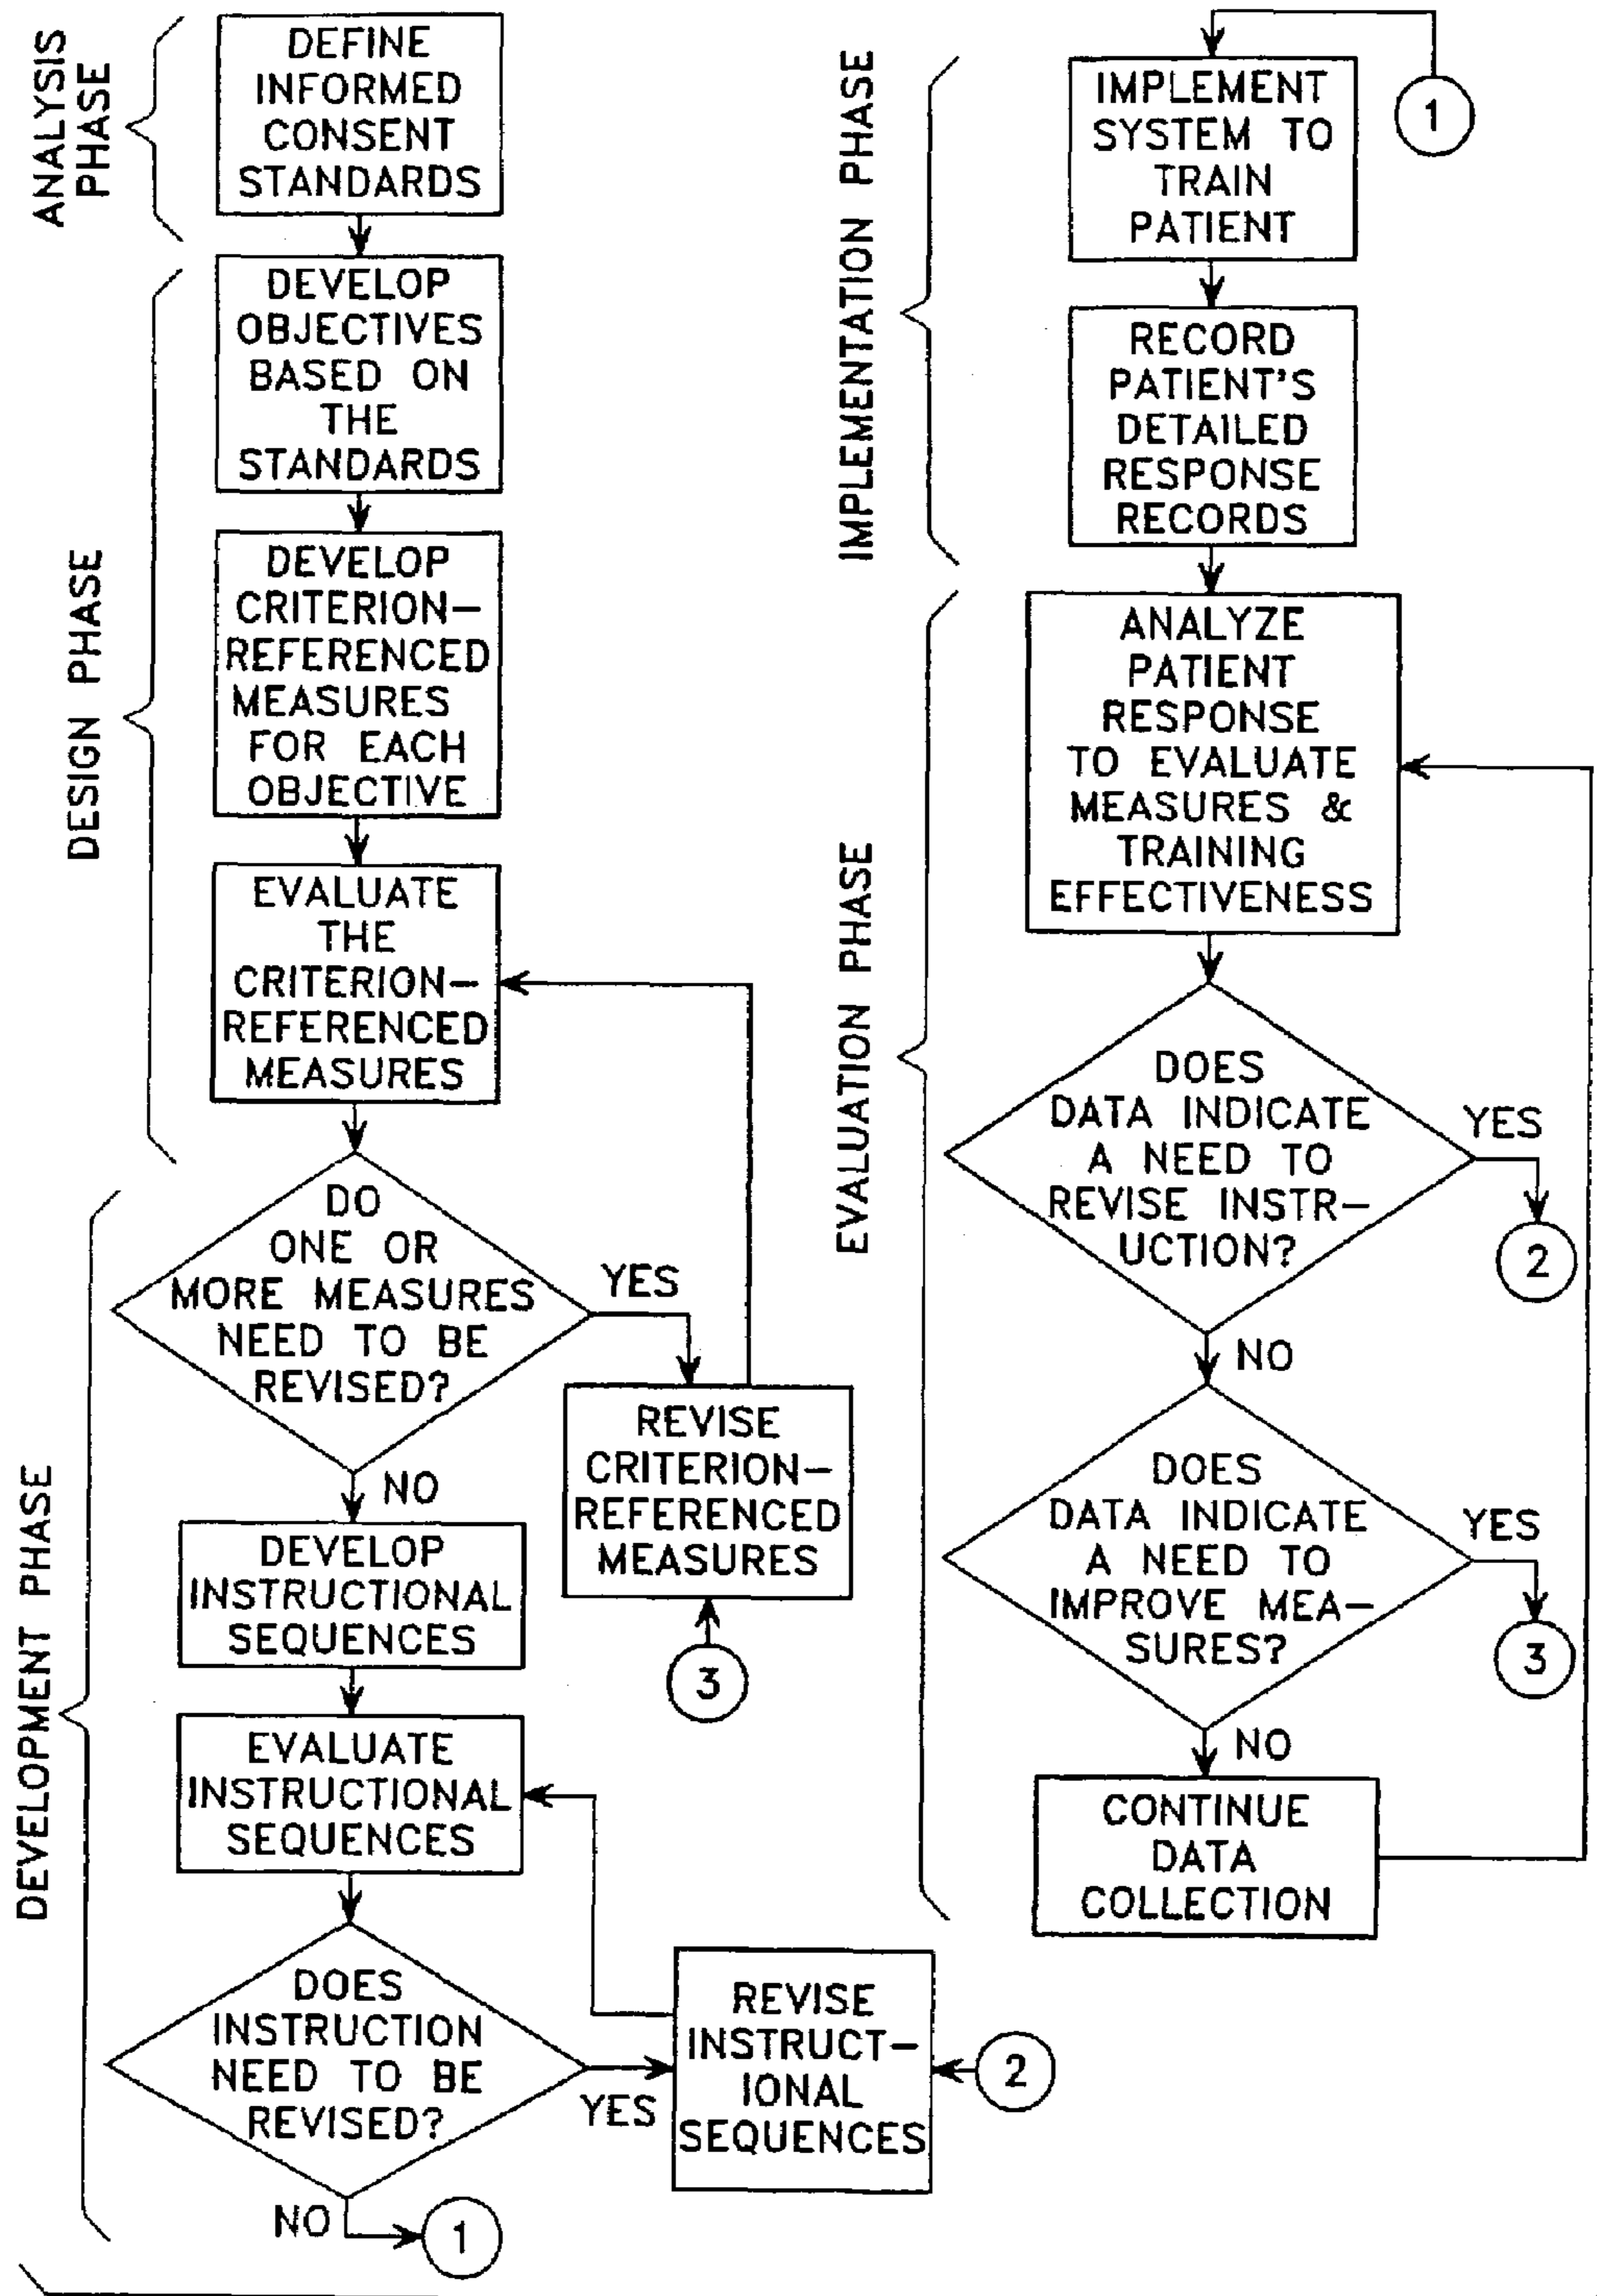 ANALYSIS
PHASE
DEFINE
INFORMED
CONSENT
STANDARDS
DESIGN PHASE
DEVELOP
OBJECTIVES
BASED ON
THE
STANDARDS
DEVELOP
CRITERION-
REFERENCED
MEASURES
FOR EACH
OBJECTIVE
EVALUATE
THE
CRITERION-
REFERENCED
MEASURES
DEVELOPMENT PHASE
DO
ONE OR
MORE MEASURES
NEED TO BE
REVISED?
YES
REVISE
CRITERION-
REFERENCED
MEASURES
3
NO
DEVELOP
INSTRUCTIONAL
SEQUENCES
EVALUATE
INSTRUCTIONAL
SEQUENCES
DOES
INSTRUCTION
NEED TO BE
REVISED?
YES
REVISE
INSTRUCT-
IONAL
SEQUENCES
2
NO
1
IMPLEMENTATION PHASE
1
IMPLEMENT
SYSTEM TO
TRAIN
PATIENT
RECORD
PATIENT'S
DETAILED
RESPONSE
RECORDS
EVALUATION PHASE
ANALYZE
PATIENT
RESPONSE
TO EVALUATE
MEASURES &
TRAINING
EFFECTIVENESS
DOES
DATA INDICATE
A NEED TO
REVISE INSTR-
UCTION?
YES
2
NO
DOES
DATA INDICATE
A NEED TO
IMPROVE MEA-
SURES?
YES
3
NO
CONTINUE
DATA
COLLECTION